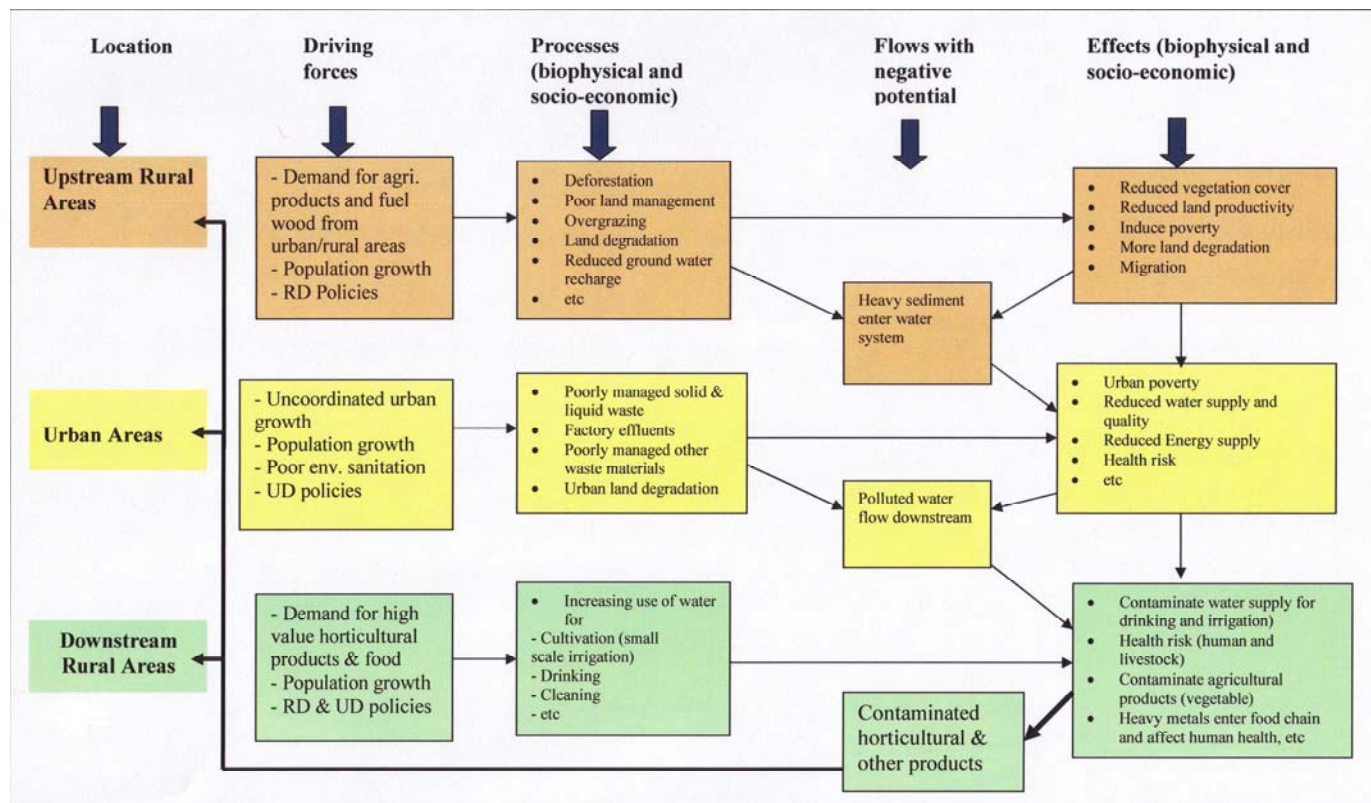 Location
Driving
forces
Processes
(biophysical and
socio-economic)
Flows with
negative
potential
Effects (biophysical and
socio-economic)
Upstream Rural
Areas
- Demand for agri.
products and fuel
wood from
urban/rural areas
- Population growth
- RD Policies
• Deforestation
• Poor land management
• Overgrazing
• Land degradation
• Reduced ground water
recharge
• etc
Heavy sediment
enter water
system
• Reduced vegetation cover
• Reduced land productivity
• Induce poverty
• More land degradation
• Migration
Urban Areas
- Uncoordinated urban
growth
- Population growth
- Poor env. sanitation
- UD policies
• Poorly managed solid &
liquid waste
• Factory effluents
• Poorly managed other
waste materials
• Urban land degradation
Polluted water
flow downstream
• Urban poverty
• Reduced water supply and
quality
• Reduced Energy supply
• Health risk
• etc
Downstream
Rural Areas
- Demand for high
value horticultural
products & food
- Population growth
- RD & UD policies
• Increasing use of water
for
- Cultivation (small
scale irrigation)
- Drinking
- Cleaning
- etc
Contaminated
horticultural &
other products
• Contaminate water supply for
drinking and irrigation)
• Health risk (human and
livestock)
• Contaminate agricultural
products (vegetable)
• Heavy metals enter food chain
and affect human health, etc